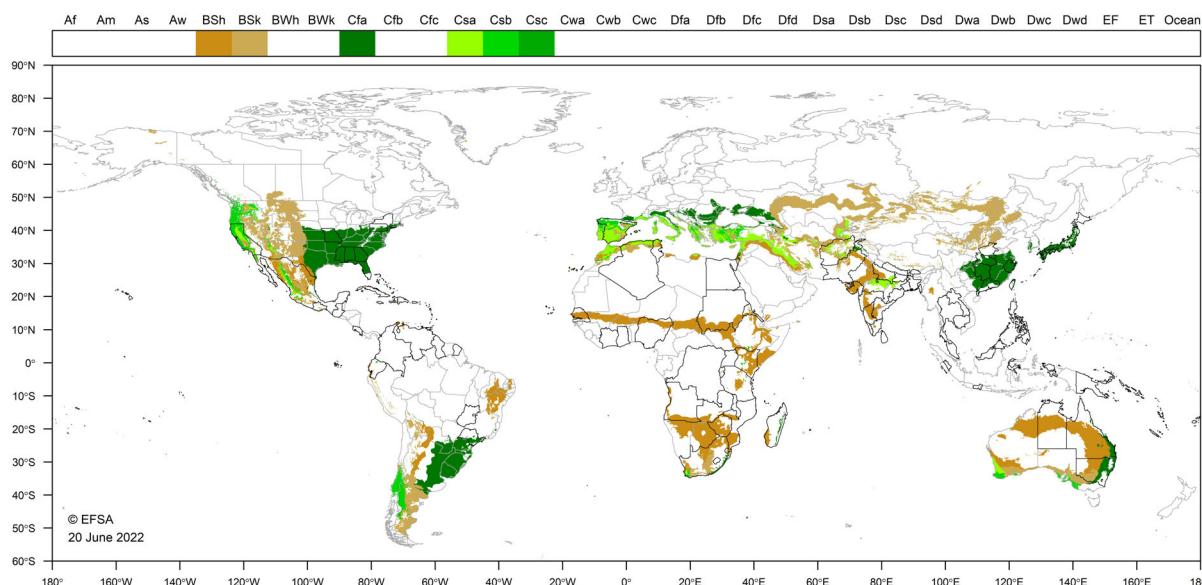 Af Am As Aw BSh BSk BWh BWk Cfa Cfb Cfc Csa Csb Csc Cwa Cwb Cwc Dfa Dfb Dfc Dfd Dsa Dsb Dsc Dsd Dwa Dwb Dwc Dwd EF ET Ocean
90°N
80°N
70°N
60°N
50°N
40°N
30°N
20°N
10°N
0°
10°S
20°S
30°S
40°S
50°S
60°S
© EFSA
20 June 2022
180° 160°W 140°W 120°W 100°W 80°W 60°W 40°W 20°W 0° 20°E 40°E 60°E 80°E 100°E 120°E 140°E 160°E 180°